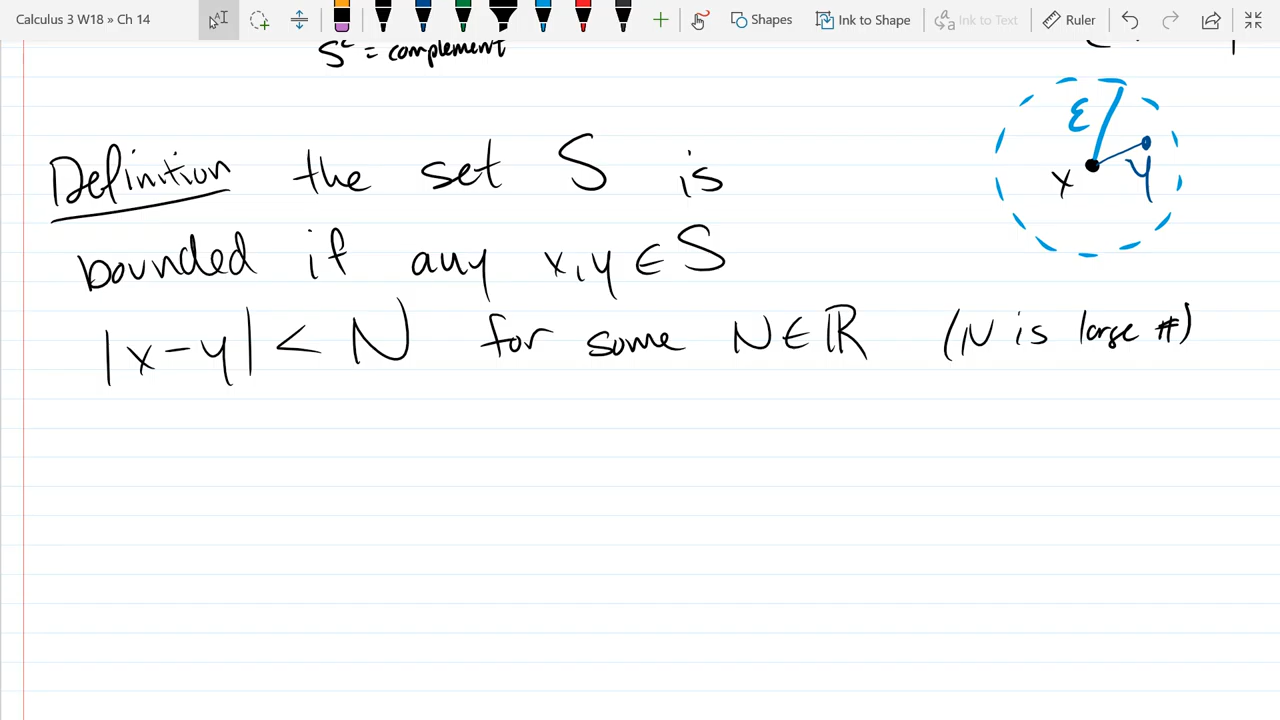 Calculus 3 W18 » Ch 14
Shapes
Ink to Shape
Ink to Text
Ruler
Sᶜ = complement
ε
x
y
Definition the set S is
bounded if any x,y ∈ S
|x-y| < N for some N∈ℝ (N is large #)